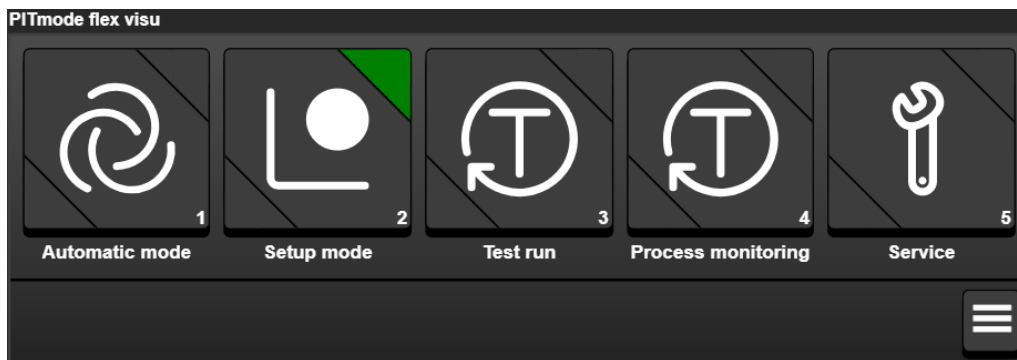 PITmode flex visu
T
T
1
2
3
4
5
Automatic mode
Setup mode
Test run
Process monitoring
Service